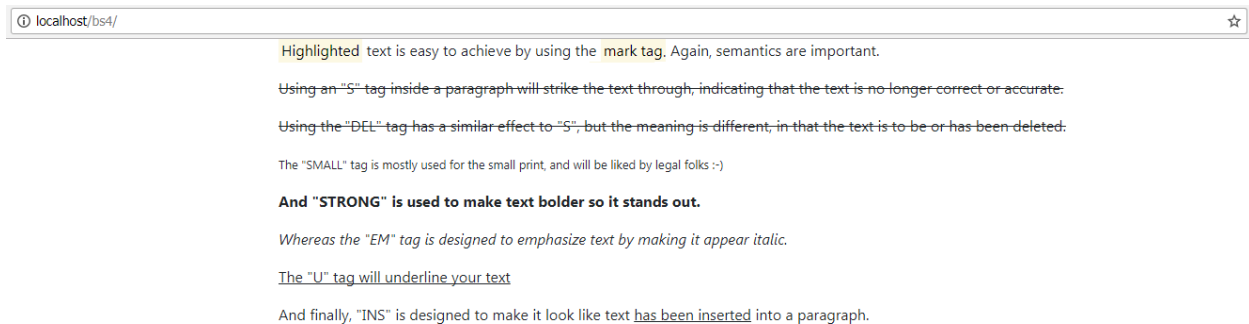 localhost/bs4/
Highlighted text is easy to achieve by using the mark tag. Again, semantics are important.
Using an "S" tag inside a paragraph will strike the text through, indicating that the text is no longer correct or accurate.
Using the "DEL" tag has a similar effect to "S", but the meaning is different, in that the text is to be or has been deleted.
The "SMALL" tag is mostly used for the small print, and will be liked by legal folks :-)
And "STRONG" is used to make text bolder so it stands out.
Whereas the "EM" tag is designed to emphasize text by making it appear italic.
The "U" tag will underline your text
And finally, "INS" is designed to make it look like text has been inserted into a paragraph.